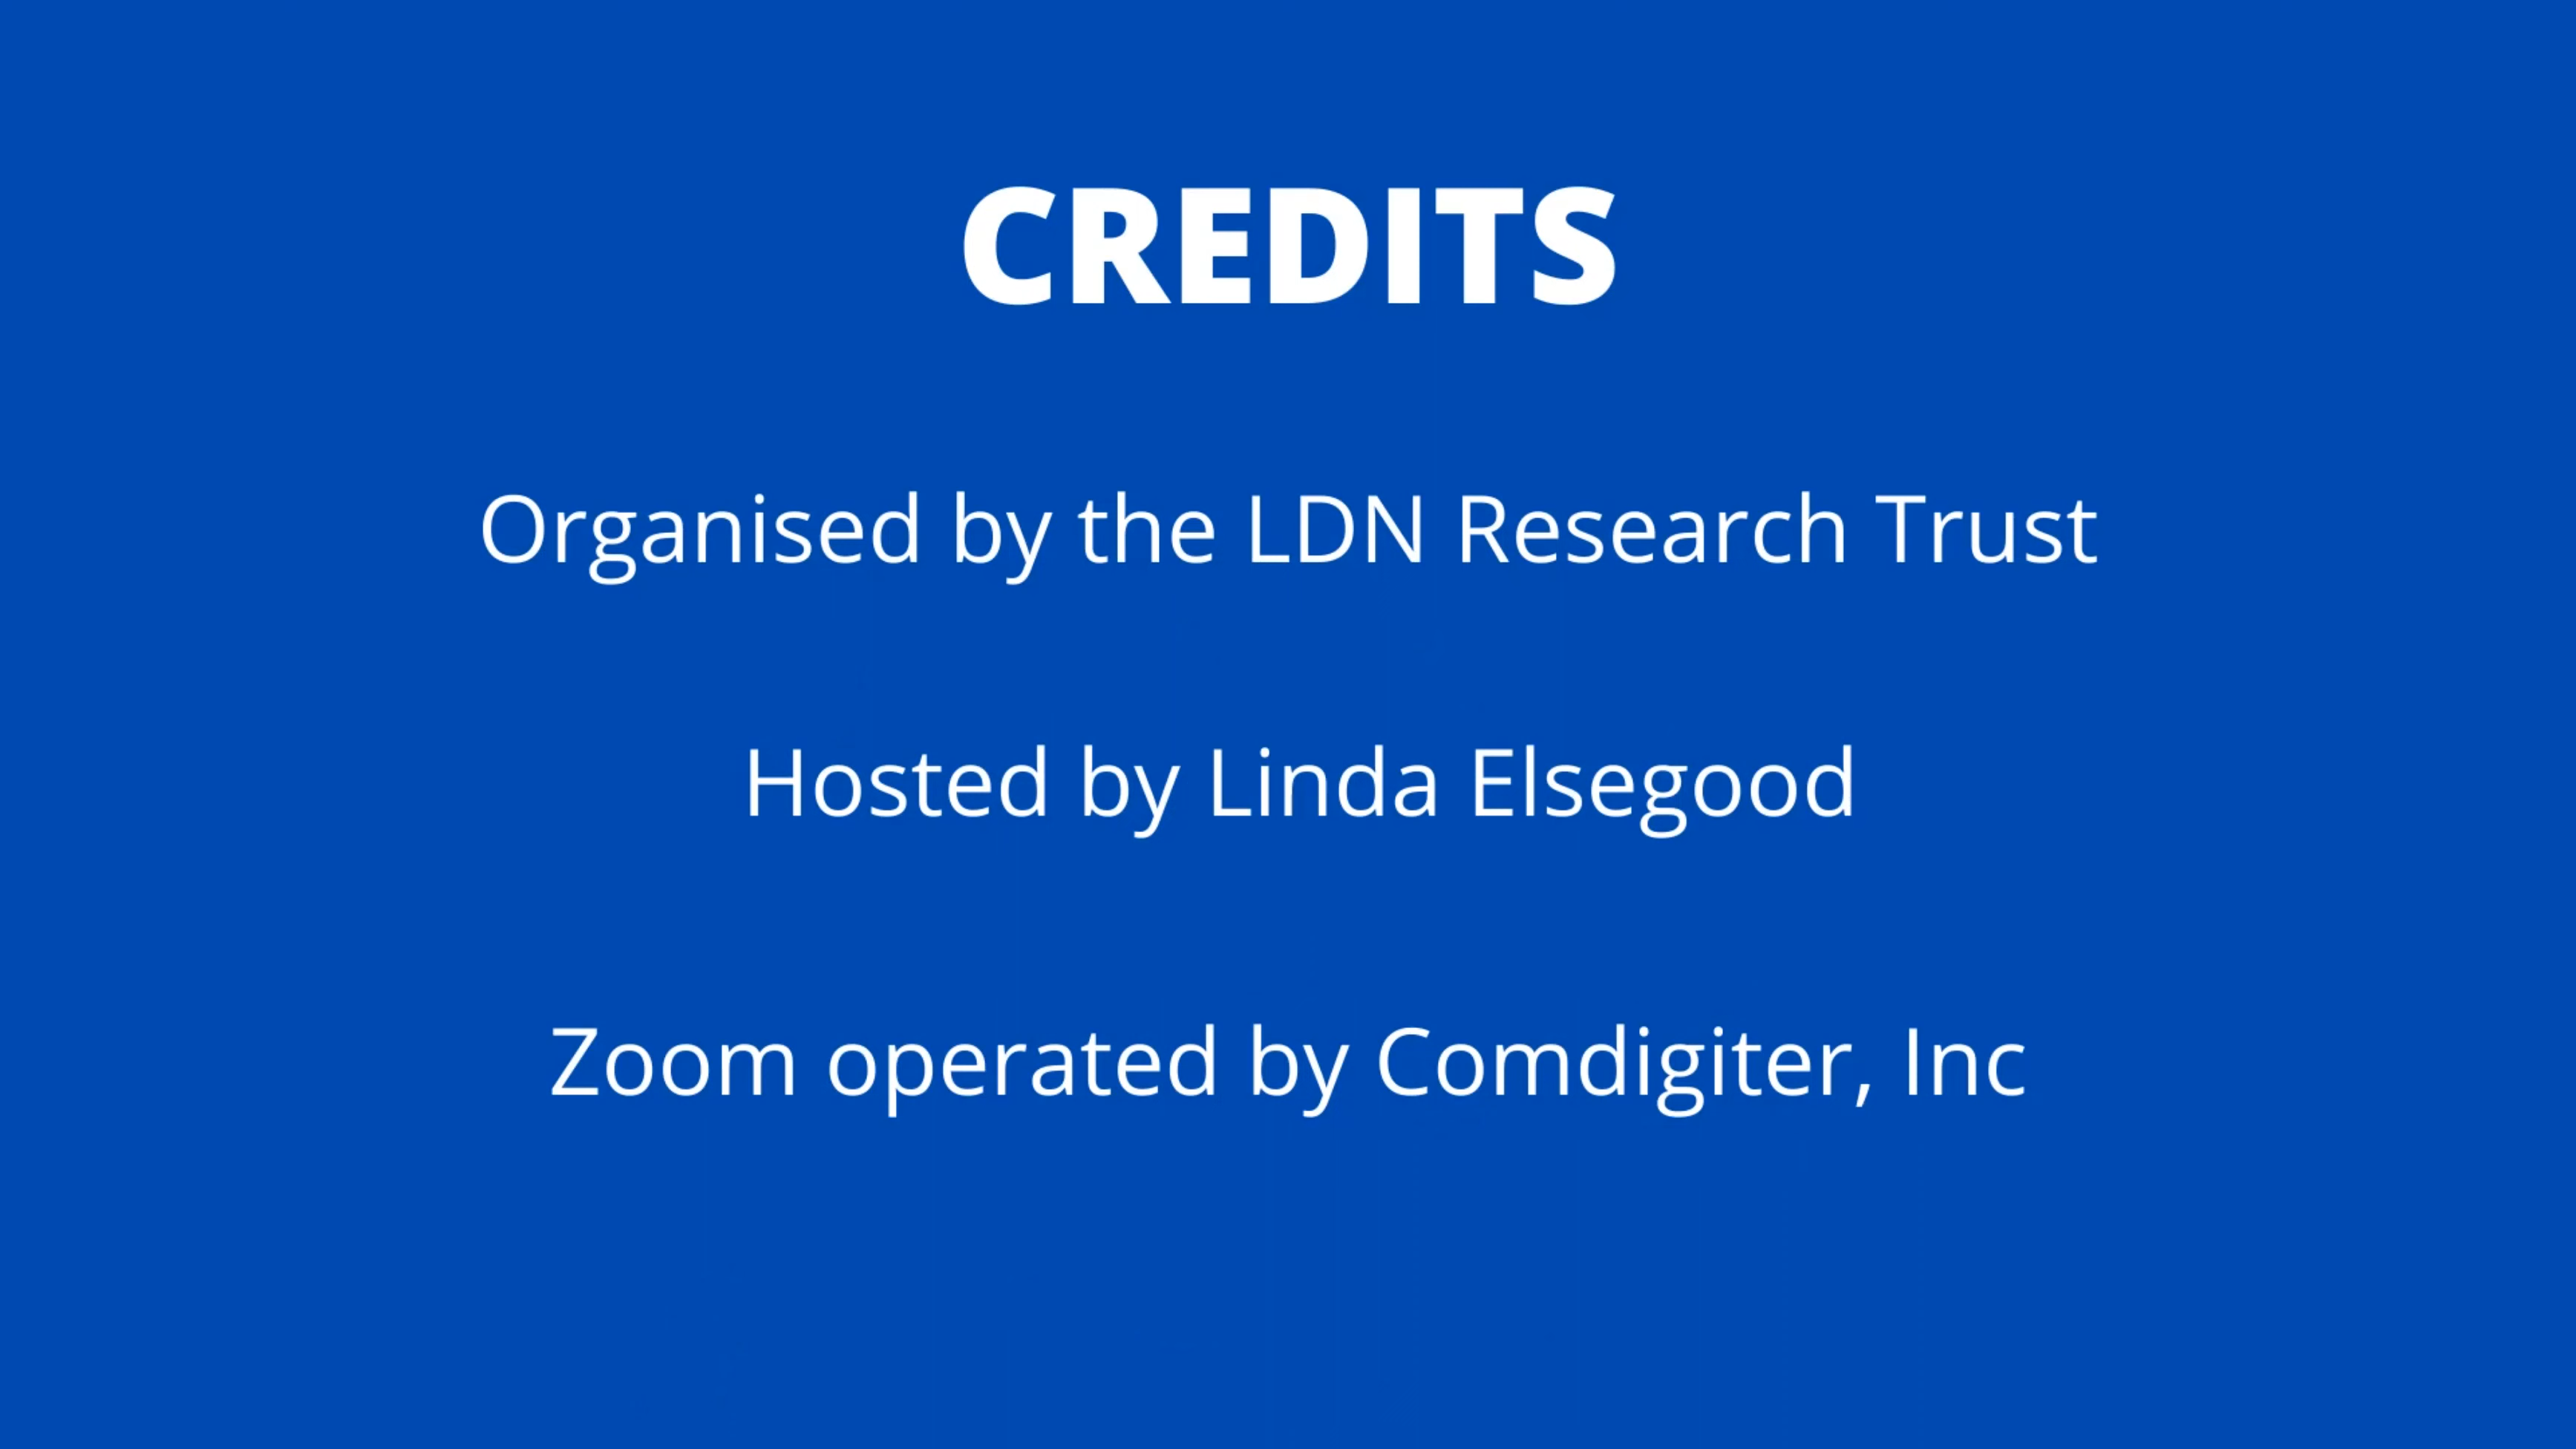 CREDITS
Organised by the LDN Research Trust
Hosted by Linda Elsegood
Zoom operated by Comdigiter, Inc